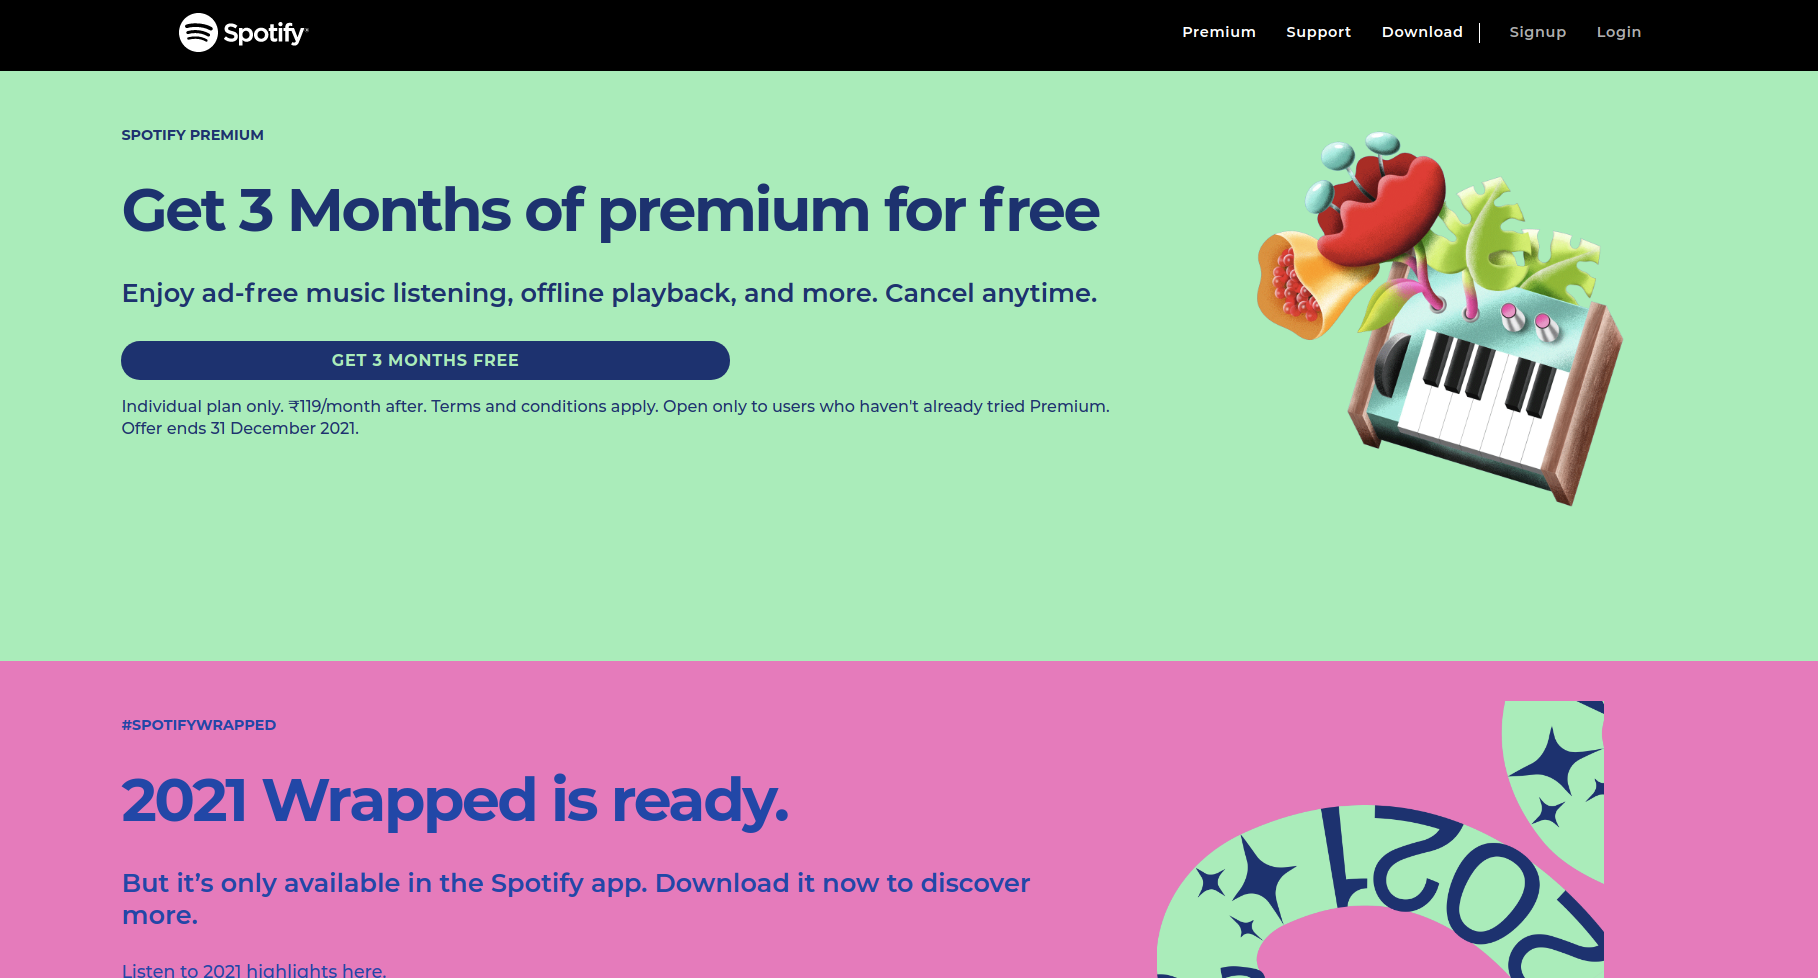 Spotify
Premium
Support
Download
Signup
Login
SPOTIFY PREMIUM
Get 3 Months of premium for free
Enjoy ad-free music listening, offline playback, and more. Cancel anytime.
GET 3 MONTHS FREE
Individual plan only. ₹119/month after. Terms and conditions apply. Open only to users who haven't already tried Premium.
Offer ends 31 December 2021.
#SPOTIFYWRAPPED
2021 Wrapped is ready.
But it’s only available in the Spotify app. Download it now to discover
more.
Listen to 2021 highlights here.
2021